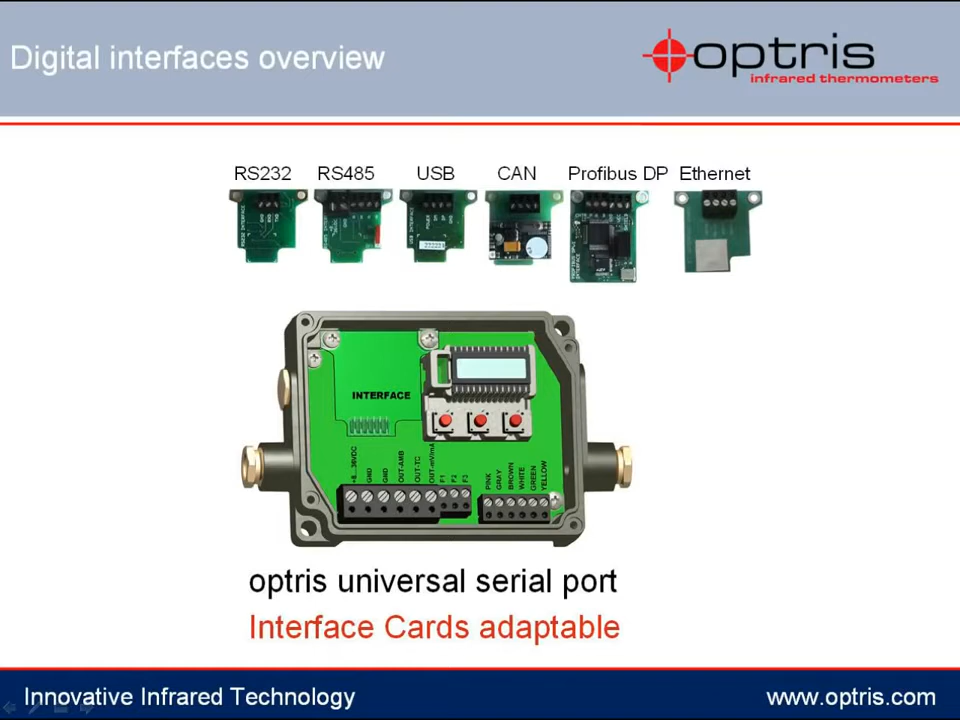 Digital interfaces overview
optris
infrared thermometers
RS232 RS485 USB CAN Profibus DP Ethernet
INTERFACE
+8...36VDC GND GND OUT-AMB OUT-TC OUT-mV/mA F1 F2 F3
PINK GRAY BROWN WHITE GREEN YELLOW
optris universal serial port
Interface Cards adaptable
Innovative Infrared Technology
www.optris.com